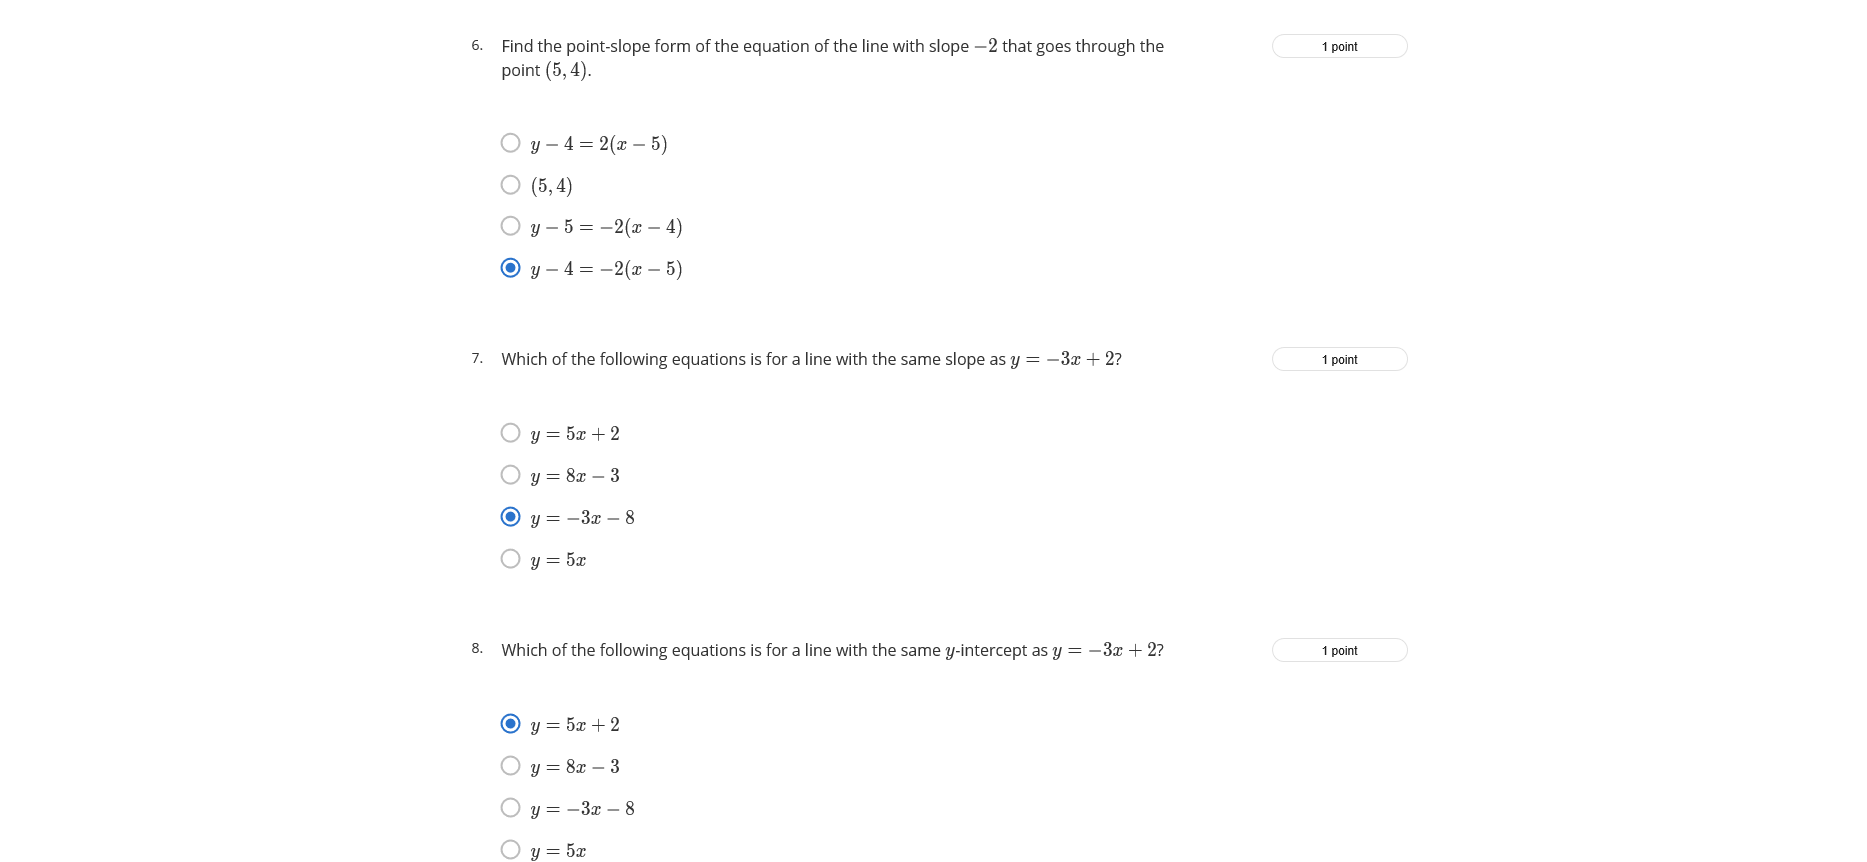 6. Find the point-slope form of the equation of the line with slope −2 that goes through the 1 point
point (5, 4).
y − 4 = 2(x − 5)
(5, 4)
y − 5 = −2(x − 4)
y − 4 = −2(x − 5)
7. Which of the following equations is for a line with the same slope as y = −3x + 2? 1 point
y = 5x + 2
y = 8x − 3
y = −3x − 8
y = 5x
8. Which of the following equations is for a line with the same y-intercept as y = −3x + 2? 1 point
y = 5x + 2
y = 8x − 3
y = −3x − 8
y = 5x